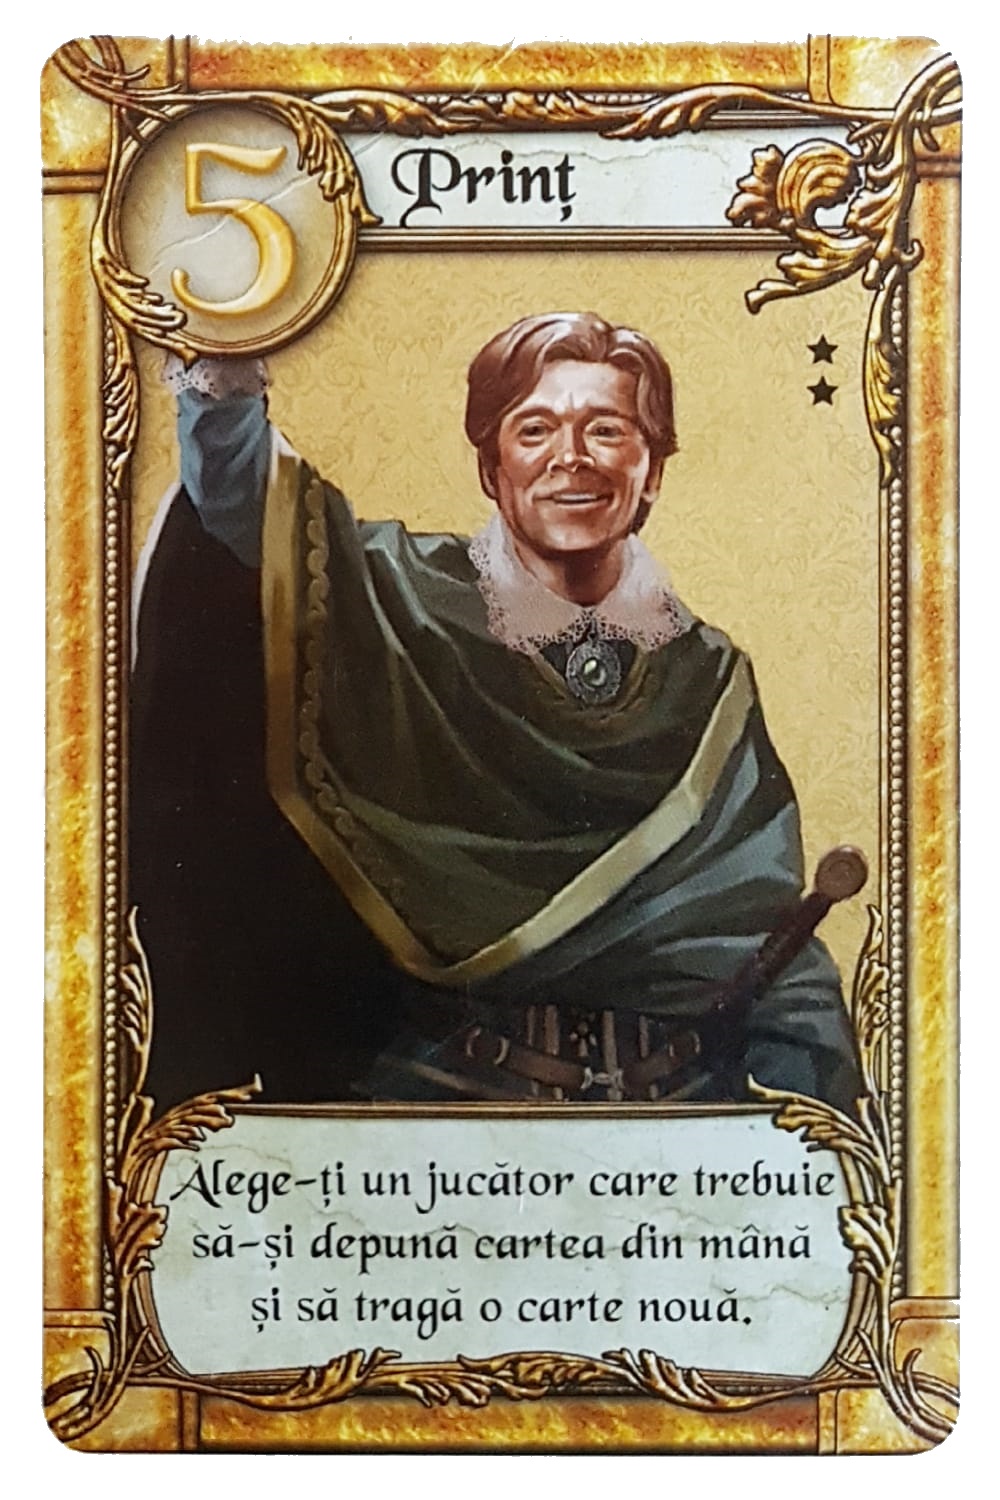 5
Prinț
Alege-ți un jucător care trebuie
să-și depună cartea din mână
și să tragă o carte nouă.